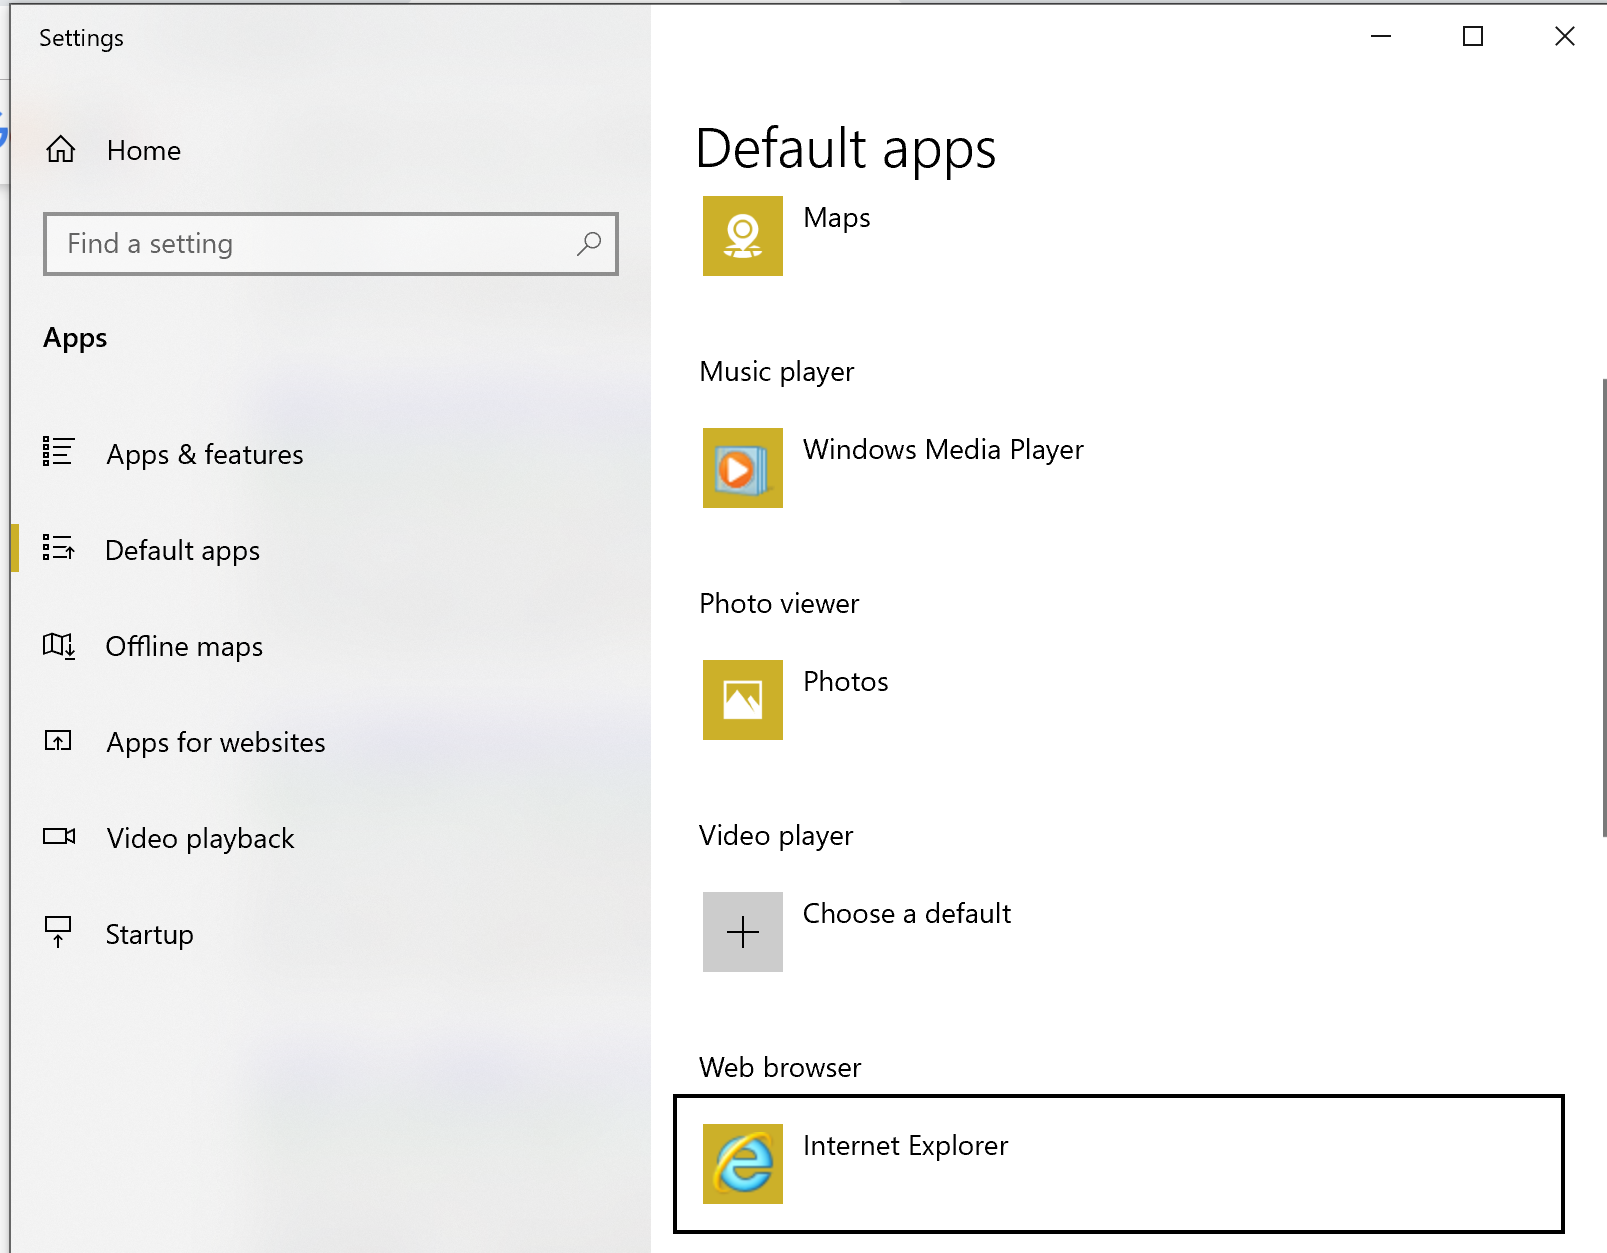 Settings
Home
Find a setting
Apps
Apps & features
Default apps
Offline maps
Apps for websites
Video playback
Startup
Default apps
Maps
Music player
Windows Media Player
Photo viewer
Photos
Video player
Choose a default
Web browser
Internet Explorer